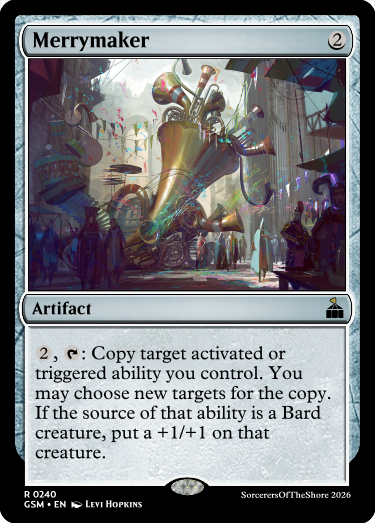 Merrymaker 2
Artifact
2, : Copy target activated or
triggered ability you control. You
may choose new targets for the copy.
If the source of that ability is a Bard
creature, put a +1/+1 on that
creature.
R 0240
GSM • EN Levi Hopkins
SorcerersOfTheShore 2026